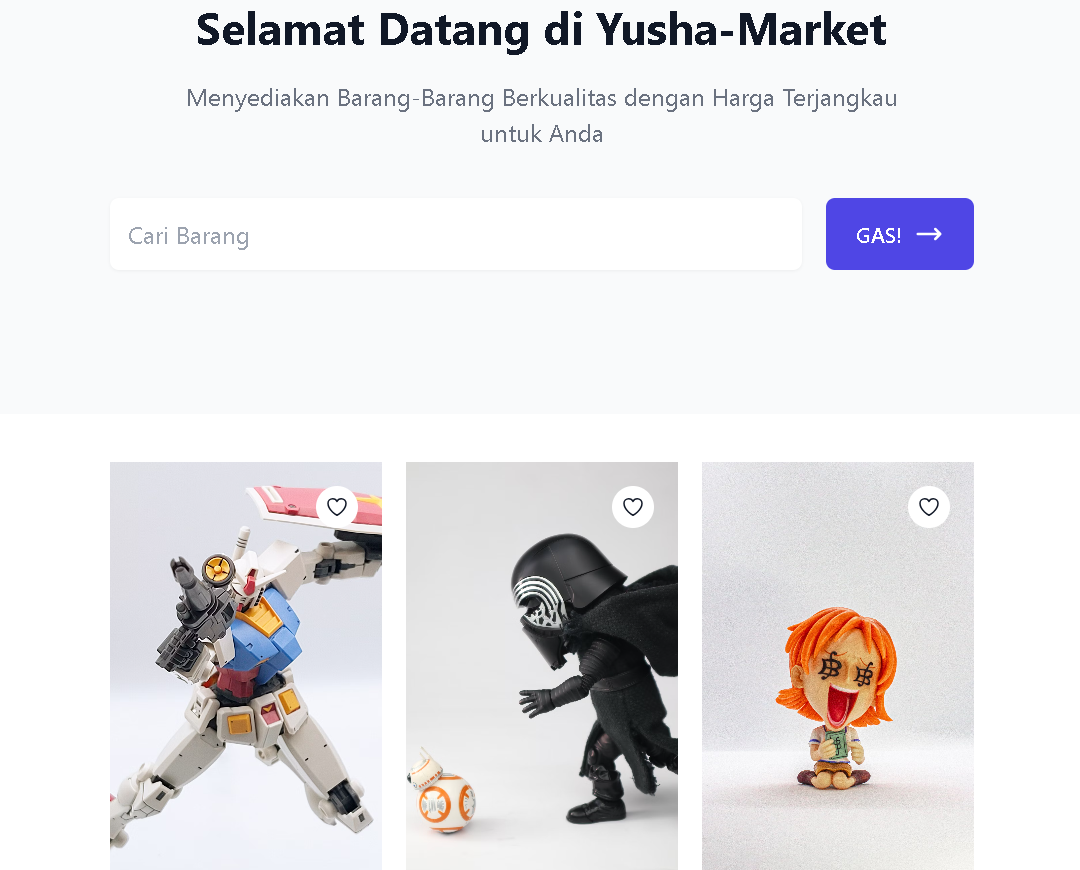 Selamat Datang di Yusha-Market
Menyediakan Barang-Barang Berkualitas dengan Harga Terjangkau
untuk Anda
Cari Barang
GAS!